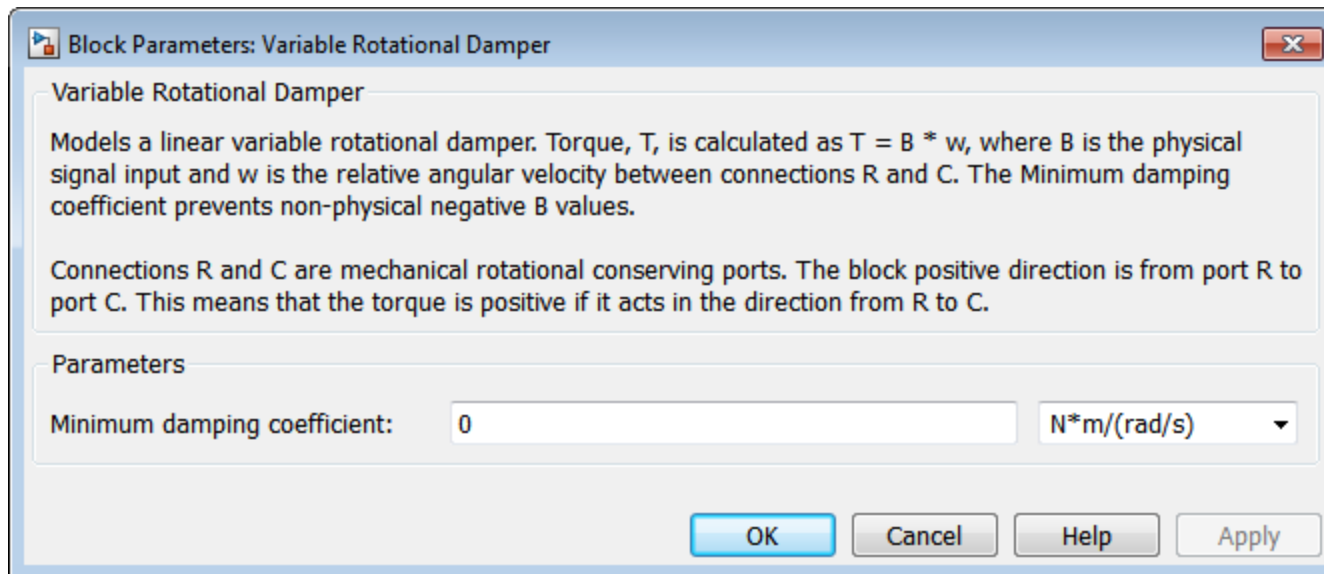 Block Parameters: Variable Rotational Damper
Variable Rotational Damper
Models a linear variable rotational damper. Torque, T, is calculated as T = B * w, where B is the physical
signal input and w is the relative angular velocity between connections R and C. The Minimum damping
coefficient prevents non-physical negative B values.
Connections R and C are mechanical rotational conserving ports. The block positive direction is from port R to
port C. This means that the torque is positive if it acts in the direction from R to C.
Parameters
Minimum damping coefficient: 0 N*m/(rad/s)
OK Cancel Help Apply